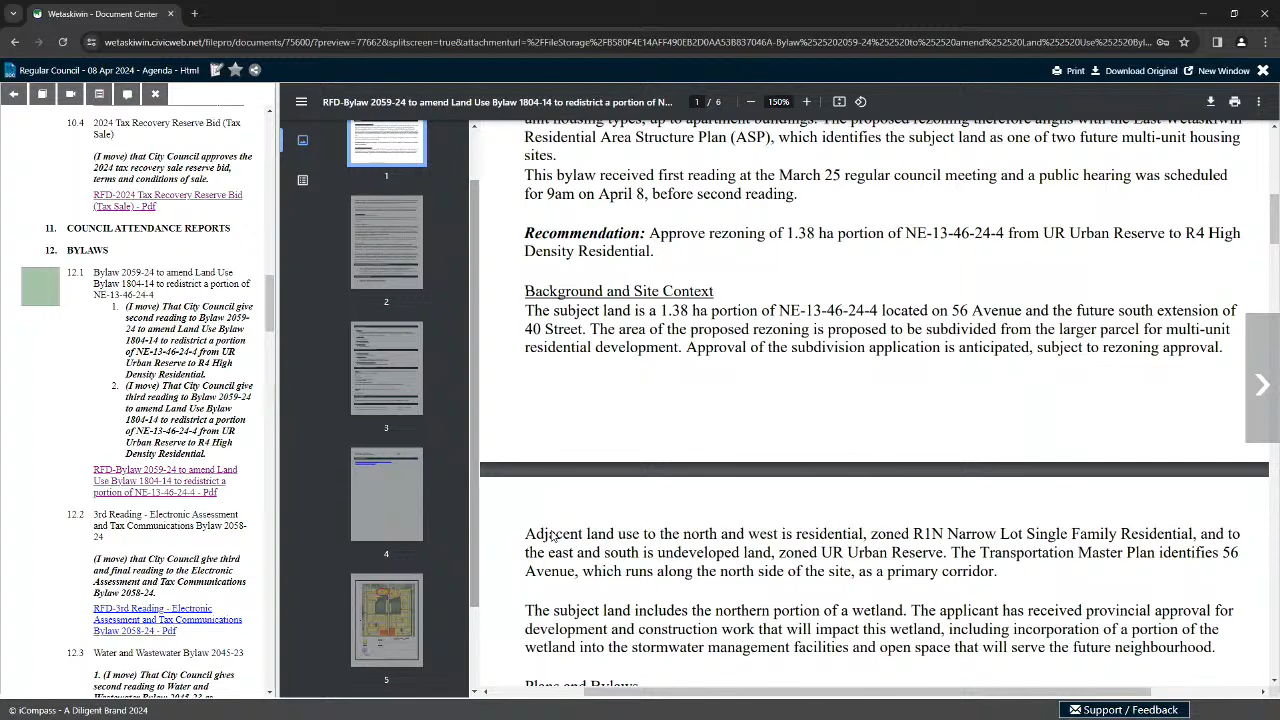 Wetaskiwin - Document Center
wetaskiwin.civicweb.net/filepro/documents/75600/?preview=77662&splitscreen=true&attachmenturl=%2FFileStorage%2FB580F4E14AFF490EB2D0AA53B837046A-Bylaw%252520​2059-24%252520to%252520amend%252520Land%252520Use%252520Byl...
Regular Council - 08 Apr 2024 - Agenda - Html
Print
Download Original
New Window
10.4 2024 Tax Recovery Reserve Bid (Tax
Sale)
(I move) that City Council approves the
2024 tax recovery sale reserve bid,
terms and conditions of sale.
RFD-2024 Tax Recovery Reserve Bid
(Tax Sale) - Pdf
11. COUNCIL ATTENDANCE REPORTS
12. BYLAWS
12.1 Bylaw 2059-24 to amend Land Use
Bylaw 1804-14 to redistrict a portion of
NE-13-46-24-4
1. (I move) That City Council give
second reading to Bylaw 2059-
24 to amend Land Use Bylaw
1804-14 to redistrict a portion
of NE-13-46-24-4 from UR
Urban Reserve to R4 High
Density Residential.
2. (I move) That City Council give
third reading to Bylaw 2059-24
to amend Land Use Bylaw
1804-14 to redistrict a portion
of NE-13-46-24-4 from UR
Urban Reserve to R4 High
Density Residential.
RFD-Bylaw 2059-24 to amend Land
Use Bylaw 1804-14 to redistrict a
portion of NE-13-46-24-4 - Pdf
12.2 3rd Reading - Electronic Assessment
and Tax Communications Bylaw 2058-
24
(I move) that City Council give third
and final reading to the Electronic
Assessment and Tax Communications
Bylaw 2058-24.
RFD-3rd Reading - Electronic
Assessment and Tax Communications
Bylaw 2058-24 - Pdf
12.3 Water and Wastewater Bylaw 2045-23
1. (I move) That City Council gives
second reading to Water and
Wastewater Bylaw 2045-23 as
RFD-Bylaw 2059-24 to amend Land Use Bylaw 1804-14 to redistrict a portion of N...
1 / 6
150%
1
2
3
4
5
sidential Area Structure Plan (ASP), which identifies the subject land as one of two future multi-unit housing
sites.
This bylaw received first reading at the March 25 regular council meeting and a public hearing was scheduled
for 9am on April 8, before second reading.
Recommendation: Approve rezoning of 1.38 ha portion of NE-13-46-24-4 from UR Urban Reserve to R4 High
Density Residential.
Background and Site Context
The subject land is a 1.38 ha portion of NE-13-46-24-4 located on 56 Avenue and the future south extension of
40 Street. The area of the proposed rezoning is proposed to be subdivided from the larger parcel for multi-unit
residential development. Approval of the subdivision application is anticipated, subject to rezoning approval
Adjacent land use to the north and west is residential, zoned R1N Narrow Lot Single Family Residential, and to
the east and south is undeveloped land, zoned UR Urban Reserve. The Transportation Master Plan identifies 56
Avenue, which runs along the north side of the site, as a primary corridor.
The subject land includes the northern portion of a wetland. The applicant has received provincial approval for
development and construction work that will impact this wetland, including incorporation of a portion of the
wetland into the stormwater management facilities and open space that will serve the future neighbourhood.
Plans and Bylaws
© iCompass - A Diligent Brand 2024
Support / Feedback